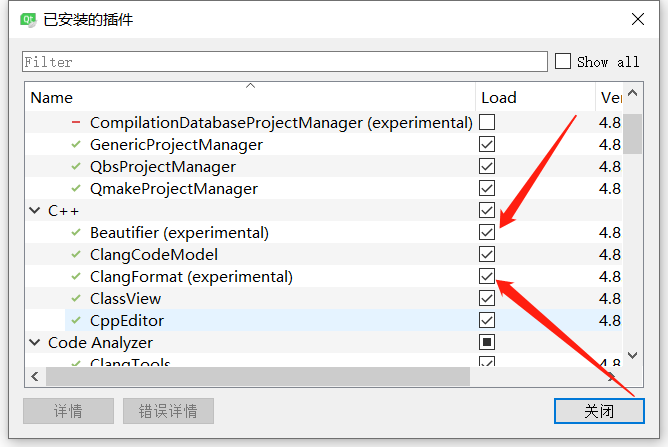 Qt 已安装的插件
Filter
Show all
Name Load Ver
CompilationDatabaseProjectManager (experimental) 4.8
GenericProjectManager 4.8
QbsProjectManager 4.8
QmakeProjectManager 4.8
C++
Beautifier (experimental) 4.8
ClangCodeModel 4.8
ClangFormat (experimental) 4.8
ClassView 4.8
CppEditor 4.8
Code Analyzer
ClangTools 4.8
详情 错误详情 关闭